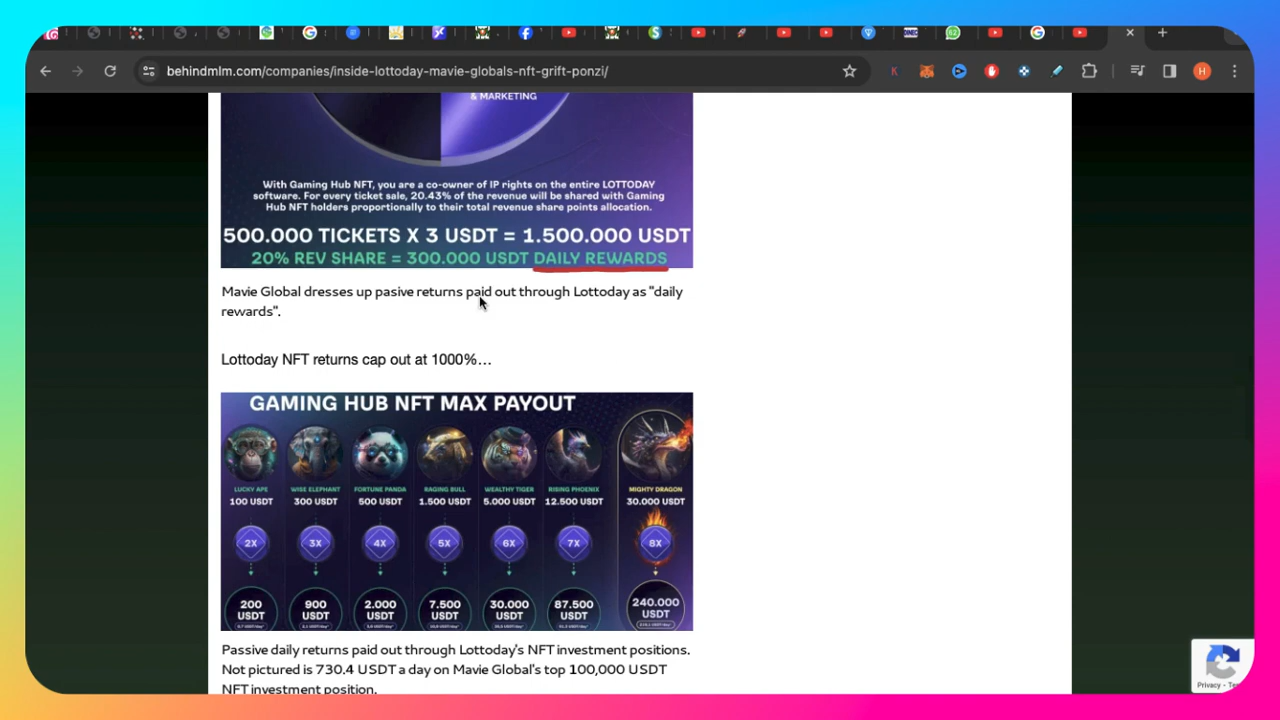 behindmlm.com/companies/inside-lottoday-mavie-globals-nft-grift-ponzi/
& MARKETING
With Gaming Hub NFT, you are a co-owner of IP rights on the entire LOTTODAY
software. For every ticket sale, 20.43% of the revenue will be shared with Gaming
Hub NFT holders proportionally to their total revenue share points allocation.
500.000 TICKETS X 3 USDT = 1.500.000 USDT
20% REV SHARE = 300.000 USDT DAILY REWARDS
Mavie Global dresses up pasive returns paid out through Lottoday as "daily
rewards".
Lottoday NFT returns cap out at 1000%...
GAMING HUB NFT MAX PAYOUT
LUCKY APE WISE ELEPHANT FORTUNE PANDA RAGING BULL WEALTHY TIGER RISING PHOENIX MIGHTY DRAGON
100 USDT 300 USDT 500 USDT 1.500 USDT 5.000 USDT 12.500 USDT 30.000 USDT
2X 3X 4X 5X 6X 7X 8X
200 900 2.000 7.500 30.000 87.500 240.000
USDT USDT USDT USDT USDT USDT USDT
Passive daily returns paid out through Lottoday's NFT investment positions.
Not pictured is 730.4 USDT a day on Mavie Global's top 100,000 USDT
NFT investment position.
Privacy